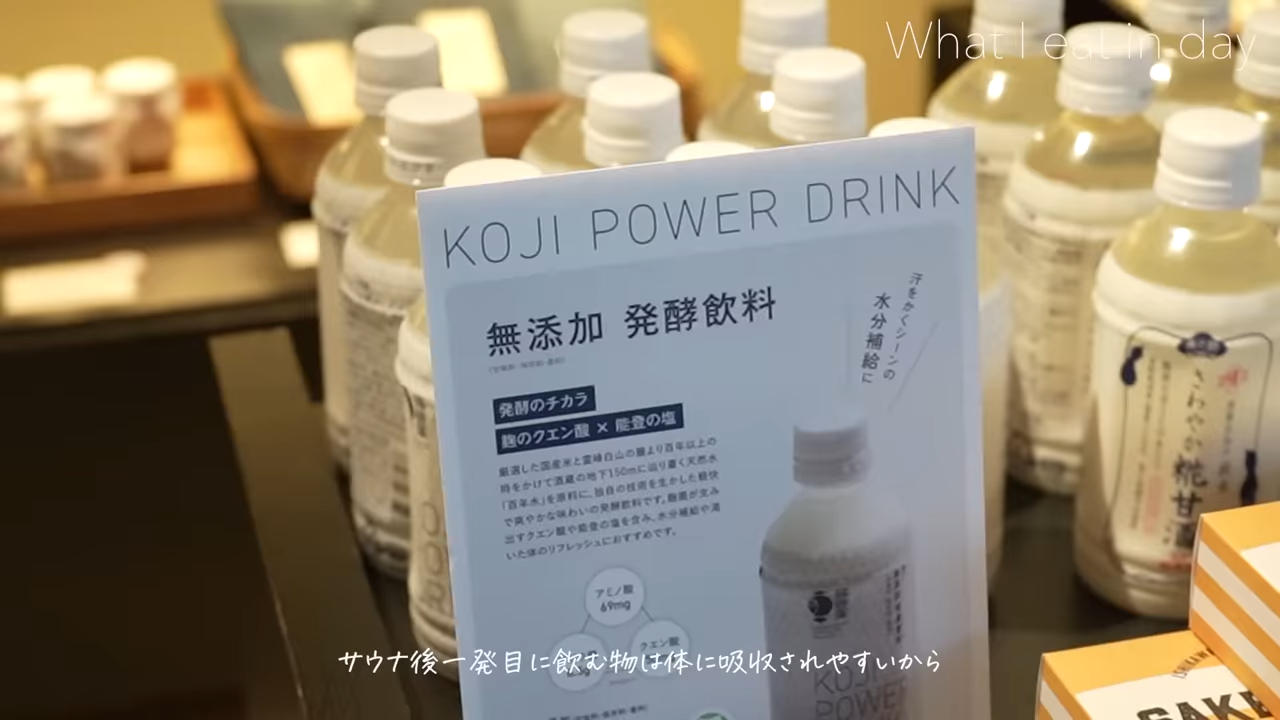 What I eat in day
KOJI POWER DRINK
無添加 発酵飲料
汗をかくシーンの
水分補給に
発酵のチカラ
麹のクエン酸 × 能登の塩
厳選した国産米と霊峰白山の麓より百年以上の
時をかけて酒蔵の地下150mに辿り着く天然水
「百年水」を原料に、独自の技術を生かした軽快
で爽やかな味わいの発酵飲料です。麹菌が生み
出すクエン酸や能登の塩を含み、水分補給や渇
いた体のリフレッシュにおすすめです。
アミノ酸
69mg
クエン酸
サウナ後一発目に飲む物は体に吸収されやすいから
KOJI
POWER
さわやか
糀甘酒
SAKE